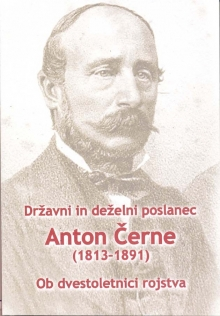 Državni in deželni poslanec
Anton Černe
(1813-1891)
Ob dvestoletnici rojstva